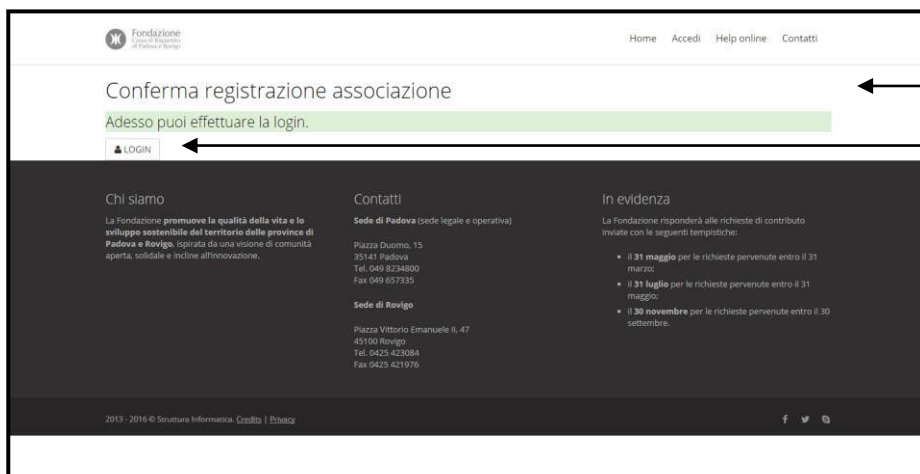 Fondazione
Cassa di Risparmio
di Padova e Rovigo
Home Accedi Help online Contatti
Conferma registrazione associazione
Adesso puoi effettuare la login.
LOGIN
Chi siamo
La Fondazione promuove la qualità della vita e lo
sviluppo sostenibile del territorio delle province di
Padova e Rovigo, ispirata da una visione di comunità
aperta, solidale e incline all'innovazione.
Contatti
Sede di Padova (sede legale e operativa)
Piazza Duomo, 15
35141 Padova
Tel. 049 8234800
Fax 049 657335
Sede di Rovigo
Piazza Vittorio Emanuele II, 47
45100 Rovigo
Tel. 0425 423084
Fax 0425 421976
In evidenza
La Fondazione risponderà alle richieste di contributo
inviate con le seguenti tempistiche:
il 31 maggio per le richieste pervenute entro il 31
marzo;
il 31 luglio per le richieste pervenute entro il 31
maggio;
il 30 novembre per le richieste pervenute entro il 30
settembre.
2013 - 2016 © Struttura Informatica. Credits | Privacy